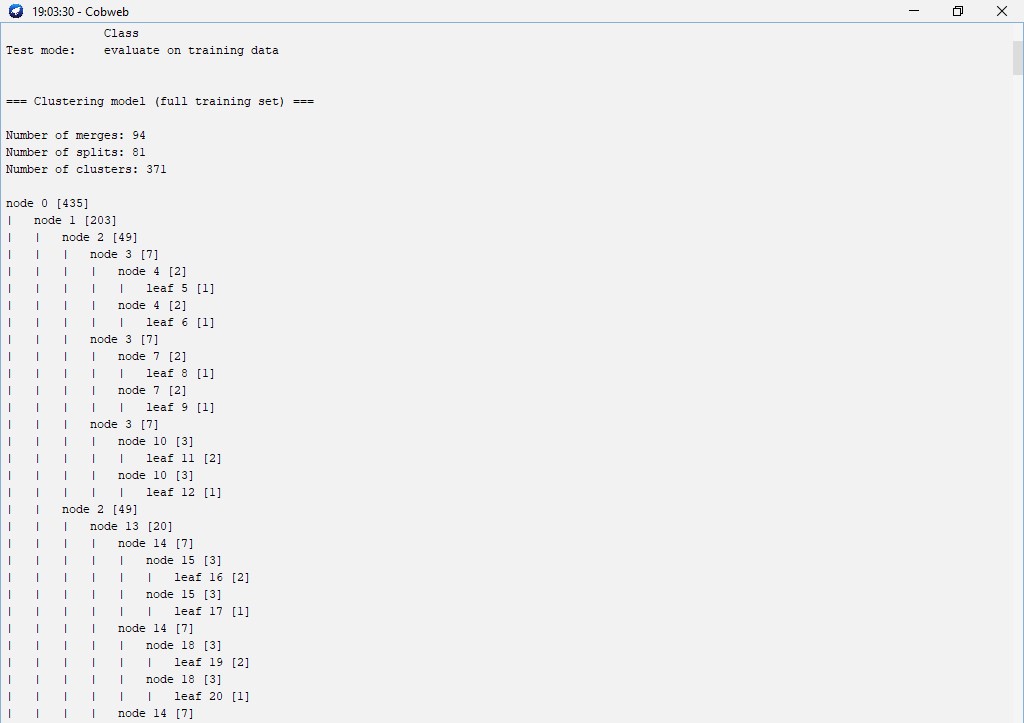 19:03:30 - Cobweb
Class
Test mode:    evaluate on training data
=== Clustering model (full training set) ===
Number of merges: 94
Number of splits: 81
Number of clusters: 371
node 0 [435]
|   node 1 [203]
|   |   node 2 [49]
|   |   |   node 3 [7]
|   |   |   |   node 4 [2]
|   |   |   |   |   leaf 5 [1]
|   |   |   |   node 4 [2]
|   |   |   |   |   leaf 6 [1]
|   |   |   node 3 [7]
|   |   |   |   node 7 [2]
|   |   |   |   |   leaf 8 [1]
|   |   |   |   node 7 [2]
|   |   |   |   |   leaf 9 [1]
|   |   |   node 3 [7]
|   |   |   |   node 10 [3]
|   |   |   |   |   leaf 11 [2]
|   |   |   |   node 10 [3]
|   |   |   |   |   leaf 12 [1]
|   |   node 2 [49]
|   |   |   node 13 [20]
|   |   |   |   node 14 [7]
|   |   |   |   |   node 15 [3]
|   |   |   |   |   |   leaf 16 [2]
|   |   |   |   |   node 15 [3]
|   |   |   |   |   |   leaf 17 [1]
|   |   |   |   node 14 [7]
|   |   |   |   |   node 18 [3]
|   |   |   |   |   |   leaf 19 [2]
|   |   |   |   |   node 18 [3]
|   |   |   |   |   |   leaf 20 [1]
|   |   |   |   node 14 [7]